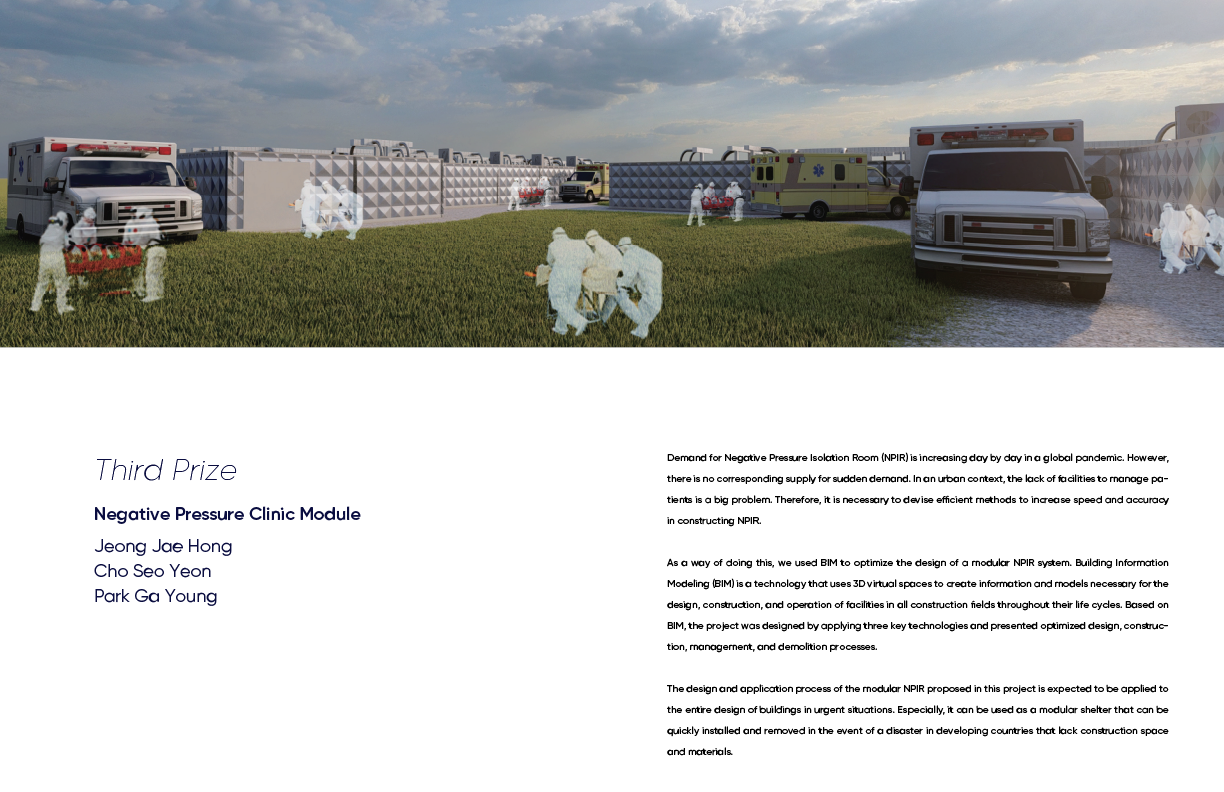 Third Prize
Negative Pressure Clinic Module
Jeong Jae Hong
Cho Seo Yeon
Park Ga Young
Demand for Negative Pressure Isolation Room (NPIR) is increasing day by day in a global pandemic. However,
there is no corresponding supply for sudden demand. In an urban context, the lack of facilities to manage pa-
tients is a big problem. Therefore, it is necessary to devise efficient methods to increase speed and accuracy
in constructing NPIR.
As a way of doing this, we used BIM to optimize the design of a modular NPIR system. Building Information
Modeling (BIM) is a technology that uses 3D virtual spaces to create information and models necessary for the
design, construction, and operation of facilities in all construction fields throughout their life cycles. Based on
BIM, the project was designed by applying three key technologies and presented optimized design, construc-
tion, management, and demolition processes.
The design and application process of the modular NPIR proposed in this project is expected to be applied to
the entire design of buildings in urgent situations. Especially, it can be used as a modular shelter that can be
quickly installed and removed in the event of a disaster in developing countries that lack construction space
and materials.